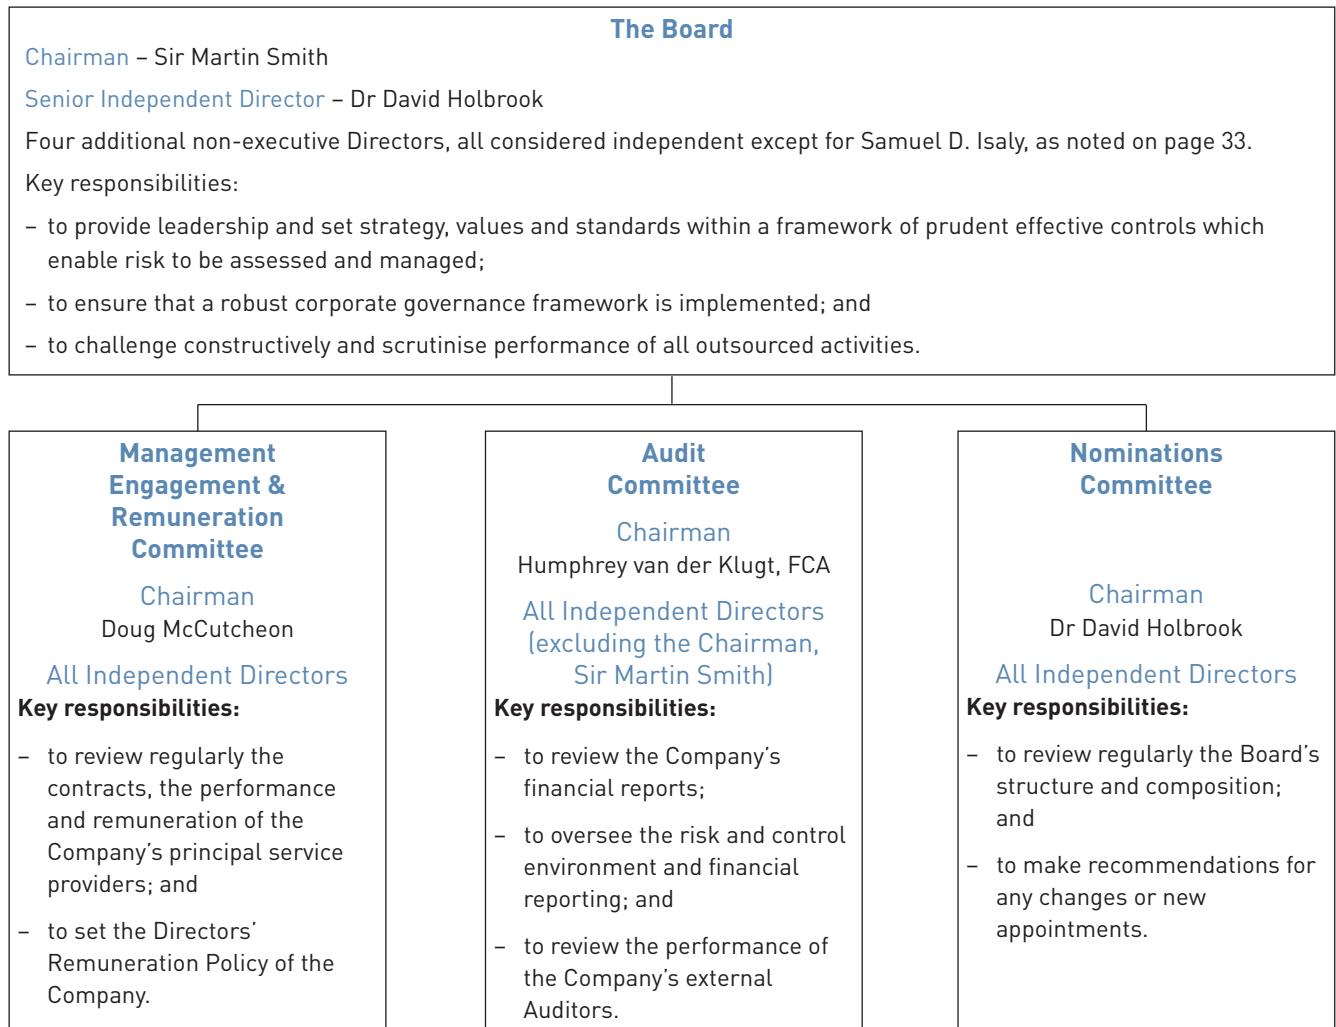 The Board
Chairman – Sir Martin Smith
Senior Independent Director – Dr David Holbrook
Four additional non-executive Directors, all considered independent except for Samuel D. Isaly, as noted on page 33.
Key responsibilities:
– to provide leadership and set strategy, values and standards within a framework of prudent effective controls which
enable risk to be assessed and managed;
– to ensure that a robust corporate governance framework is implemented; and
– to challenge constructively and scrutinise performance of all outsourced activities.
Management
Engagement &
Remuneration
Committee
Chairman
Doug McCutcheon
All Independent Directors
Key responsibilities:
– to review regularly the
contracts, the performance
and remuneration of the
Company's principal service
providers; and
– to set the Directors'
Remuneration Policy of the
Company.
Audit
Committee
Chairman
Humphrey van der Klugt, FCA
All Independent Directors
(excluding the Chairman,
Sir Martin Smith)
Key responsibilities:
– to review the Company's
financial reports;
– to oversee the risk and control
environment and financial
reporting; and
– to review the performance of
the Company's external
Auditors.
Nominations
Committee
Chairman
Dr David Holbrook
All Independent Directors
Key responsibilities:
– to review regularly the Board's
structure and composition;
and
– to make recommendations for
any changes or new
appointments.